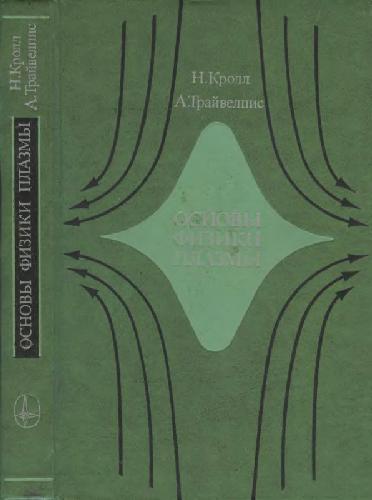 Н.Кролл
А.Трайвелпис
ОСНОВЫ ФИЗИКИ ПЛАЗМЫ
Н.Кролл
А.Трайвелпис
ОСНОВЫ
ФИЗИКИ
ПЛАЗМЫ